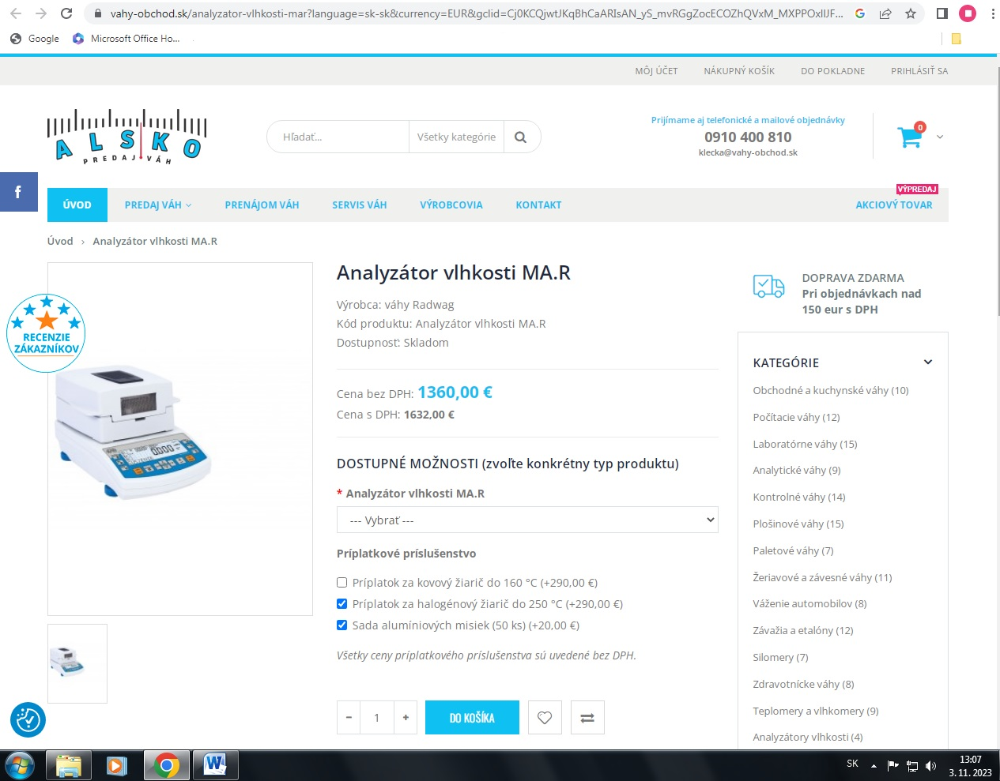 vahy-obchod.sk/analyzator-vlhkosti-mar?language=sk-sk&currency=EUR&gclid=Cj0KCQjwtJKqBhCaARIsAN_yS_mvRGgZocECOZhQVxM_MXPPOxlIJF...
Google
Microsoft Office Ho...
MÔJ ÚČET
NÁKUPNÝ KOŠÍK
DO POKLADNE
PRIHLÁSIŤ SA
ALSKO
PREDAJ VÁH
Hľadať...
Všetky kategórie
Prijímame aj telefonické a mailové objednávky
0910 400 810
klecka@vahy-obchod.sk
0
f
VÝPREDAJ
ÚVOD
PREDAJ VÁH
PRENÁJOM VÁH
SERVIS VÁH
VÝROBCOVIA
KONTAKT
AKCIOVÝ TOVAR
Úvod › Analyzátor vlhkosti MA.R
RECENZIE
ZÁKAZNÍKOV
0.000
Analyzátor vlhkosti MA.R
Výrobca: váhy Radwag
Kód produktu: Analyzátor vlhkosti MA.R
Dostupnosť: Skladom
Cena bez DPH: 1360,00 €
Cena s DPH: 1632,00 €
DOSTUPNÉ MOŽNOSTI (zvoľte konkrétny typ produktu)
* Analyzátor vlhkosti MA.R
--- Vybrať ---
Príplatkové príslušenstvo
Príplatok za kovový žiarič do 160 °C (+290,00 €)
Príplatok za halogénový žiarič do 250 °C (+290,00 €)
Sada alumíniových misiek (50 ks) (+20,00 €)
Všetky ceny príplatkového príslušenstva sú uvedené bez DPH.
- 1 +
DO KOŠÍKA
DOPRAVA ZDARMA
Pri objednávkach nad
150 eur s DPH
KATEGÓRIE
Obchodné a kuchynské váhy (10)
Počítacie váhy (12)
Laboratórne váhy (15)
Analytické váhy (9)
Kontrolné váhy (14)
Plošinové váhy (15)
Paletové váhy (7)
Žeriavové a závesné váhy (11)
Váženie automobilov (8)
Závažia a etalóny (12)
Silomery (7)
Zdravotnícke váhy (8)
Teplomery a vlhkomery (9)
Analyzátory vlhkosti (4)
W
SK
13:07
3. 11. 2023